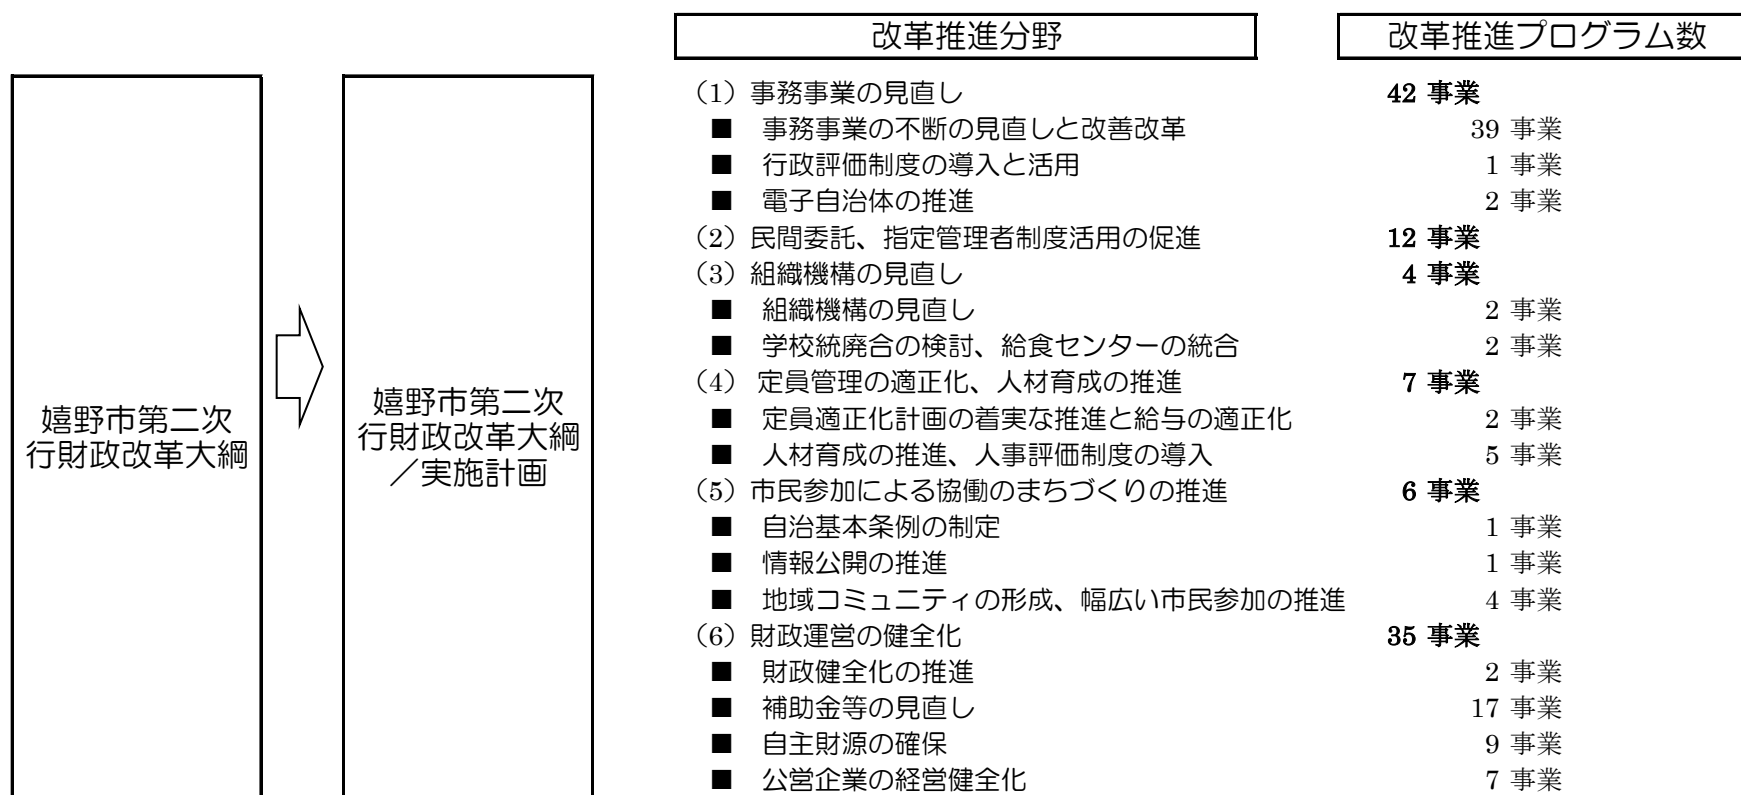 改革推進分野
改革推進プログラム数
嬉野市第二次
行財政改革大綱
嬉野市第二次
行財政改革大綱
／実施計画
（1）事務事業の見直し 42 事業
■ 事務事業の不断の見直しと改善改革 39 事業
■ 行政評価制度の導入と活用 1 事業
■ 電子自治体の推進 2 事業
（2）民間委託、指定管理者制度活用の促進 12 事業
（3）組織機構の見直し 4 事業
■ 組織機構の見直し 2 事業
■ 学校統廃合の検討、給食センターの統合 2 事業
（4） 定員管理の適正化、人材育成の推進 7 事業
■ 定員適正化計画の着実な推進と給与の適正化 2 事業
■ 人材育成の推進、人事評価制度の導入 5 事業
（5）市民参加による協働のまちづくりの推進 6 事業
■ 自治基本条例の制定 1 事業
■ 情報公開の推進 1 事業
■ 地域コミュニティの形成、幅広い市民参加の推進 4 事業
（6）財政運営の健全化 35 事業
■ 財政健全化の推進 2 事業
■ 補助金等の見直し 17 事業
■ 自主財源の確保 9 事業
■ 公営企業の経営健全化 7 事業